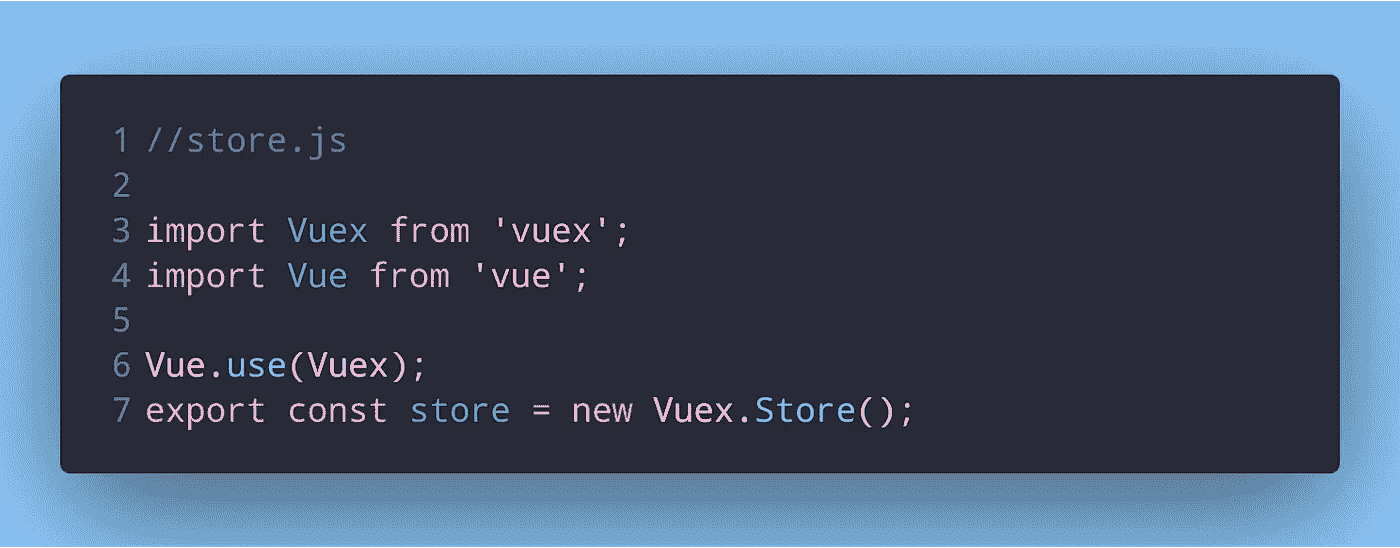 1 //store.js
2
3 import Vuex from 'vuex';
4 import Vue from 'vue';
5
6 Vue.use(Vuex);
7 export const store = new Vuex.Store();